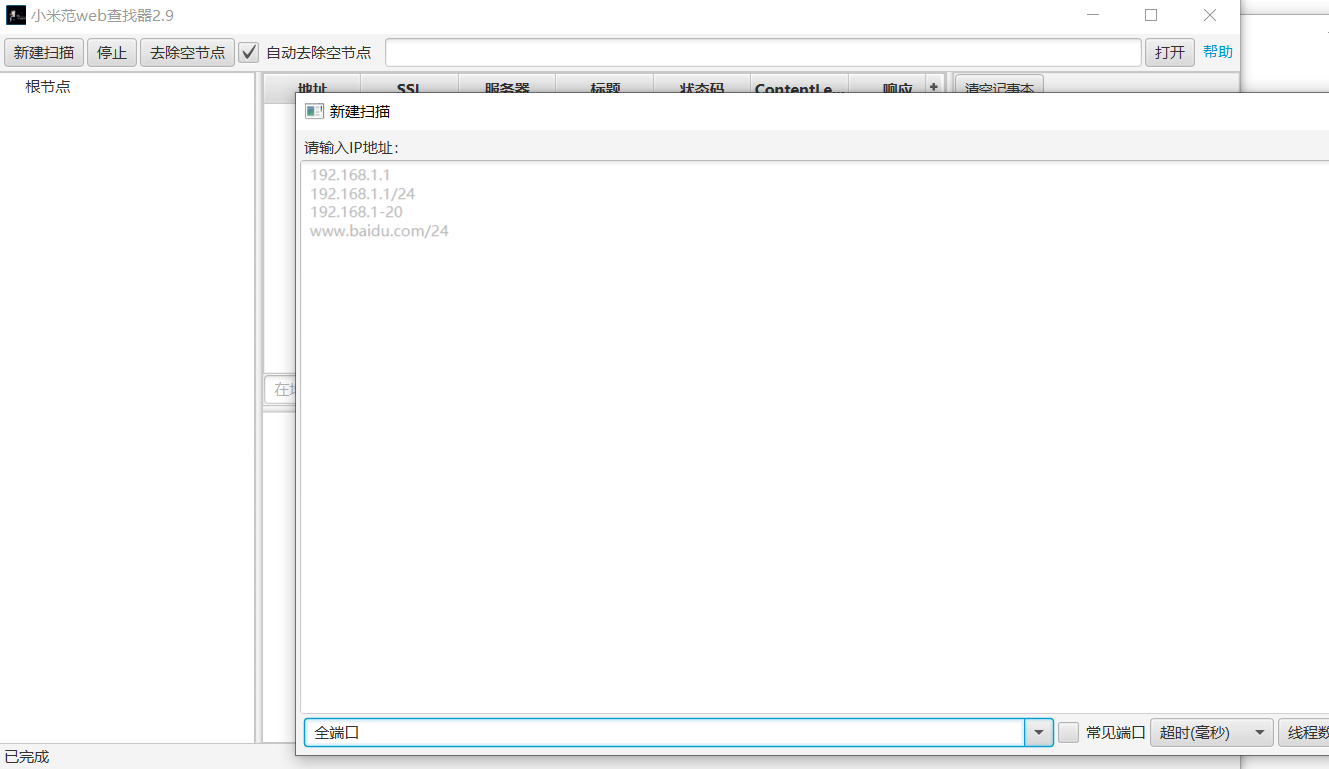 小米范web查找器2.9
新建扫描 停止 去除空节点 自动去除空节点 打开 帮助
根节点
地址 SSL 服务器 标题 状态码 ContentLe... 响应 + 清空记事本
新建扫描
请输入IP地址：
192.168.1.1
192.168.1.1/24
192.168.1-20
www.baidu.com/24
在
全端口 常见端口 超时(毫秒) 线程数
已完成